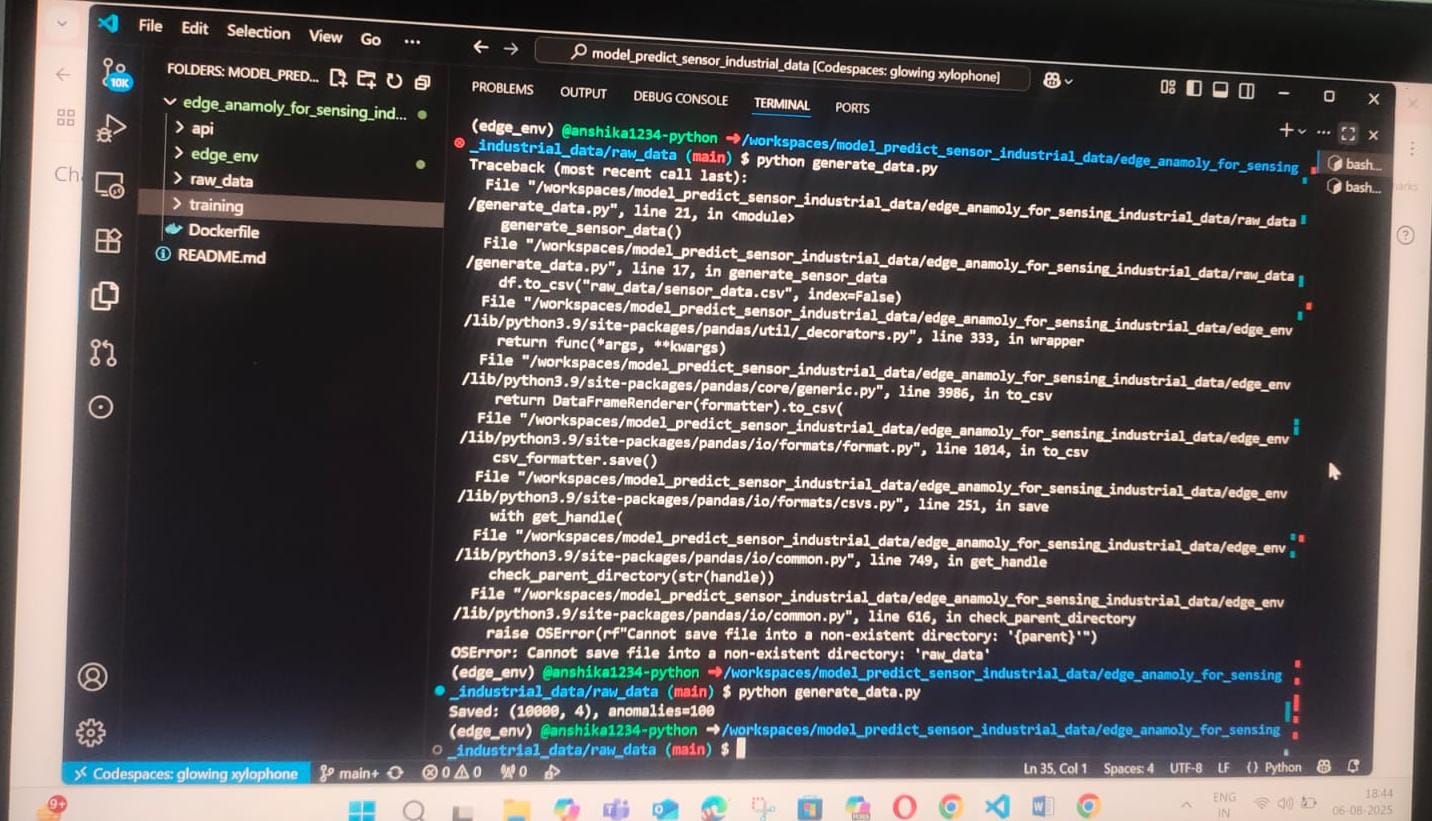 File Edit Selection View Go ...
model_predict_sensor_industrial_data [Codespaces: glowing xylophone]
10K
FOLDERS: MODEL_PRED...
edge_anamoly_for_sensing_ind...
api
edge_env
raw_data
training
Dockerfile
README.md
PROBLEMS OUTPUT DEBUG CONSOLE TERMINAL PORTS
bash...
bash...
(edge_env) @anshika1234-python ➜/workspaces/model_predict_sensor_industrial_data/edge_anamoly_for_sensing
_industrial_data/raw_data (main) $ python generate_data.py
Traceback (most recent call last):
File "/workspaces/model_predict_sensor_industrial_data/edge_anamoly_for_sensing_industrial_data/raw_data
/generate_data.py", line 21, in <module>
generate_sensor_data()
File "/workspaces/model_predict_sensor_industrial_data/edge_anamoly_for_sensing_industrial_data/raw_data
/generate_data.py", line 17, in generate_sensor_data
df.to_csv("raw_data/sensor_data.csv", index=False)
File "/workspaces/model_predict_sensor_industrial_data/edge_anamoly_for_sensing_industrial_data/edge_env
/lib/python3.9/site-packages/pandas/util/_decorators.py", line 333, in wrapper
return func(*args, **kwargs)
File "/workspaces/model_predict_sensor_industrial_data/edge_anamoly_for_sensing_industrial_data/edge_env
/lib/python3.9/site-packages/pandas/core/generic.py", line 3986, in to_csv
return DataFrameRenderer(formatter).to_csv(
File "/workspaces/model_predict_sensor_industrial_data/edge_anamoly_for_sensing_industrial_data/edge_env
/lib/python3.9/site-packages/pandas/io/formats/format.py", line 1014, in to_csv
csv_formatter.save()
File "/workspaces/model_predict_sensor_industrial_data/edge_anamoly_for_sensing_industrial_data/edge_env
/lib/python3.9/site-packages/pandas/io/formats/csvs.py", line 251, in save
with get_handle(
File "/workspaces/model_predict_sensor_industrial_data/edge_anamoly_for_sensing_industrial_data/edge_env
/lib/python3.9/site-packages/pandas/io/common.py", line 749, in get_handle
check_parent_directory(str(handle))
File "/workspaces/model_predict_sensor_industrial_data/edge_anamoly_for_sensing_industrial_data/edge_env
/lib/python3.9/site-packages/pandas/io/common.py", line 616, in check_parent_directory
raise OSError(rf"Cannot save file into a non-existent directory: '{parent}'")
OSError: Cannot save file into a non-existent directory: 'raw_data'
(edge_env) @anshika1234-python ➜/workspaces/model_predict_sensor_industrial_data/edge_anamoly_for_sensing
_industrial_data/raw_data (main) $ python generate_data.py
Saved: (10000, 4), anomalies=100
(edge_env) @anshika1234-python ➜/workspaces/model_predict_sensor_industrial_data/edge_anamoly_for_sensing
_industrial_data/raw_data (main) $
Codespaces: glowing xylophone main+ 0 0 0 Ln 35, Col 1 Spaces: 4 UTF-8 LF {} Python
9+
ENG
IN
18:44
06-08-2025